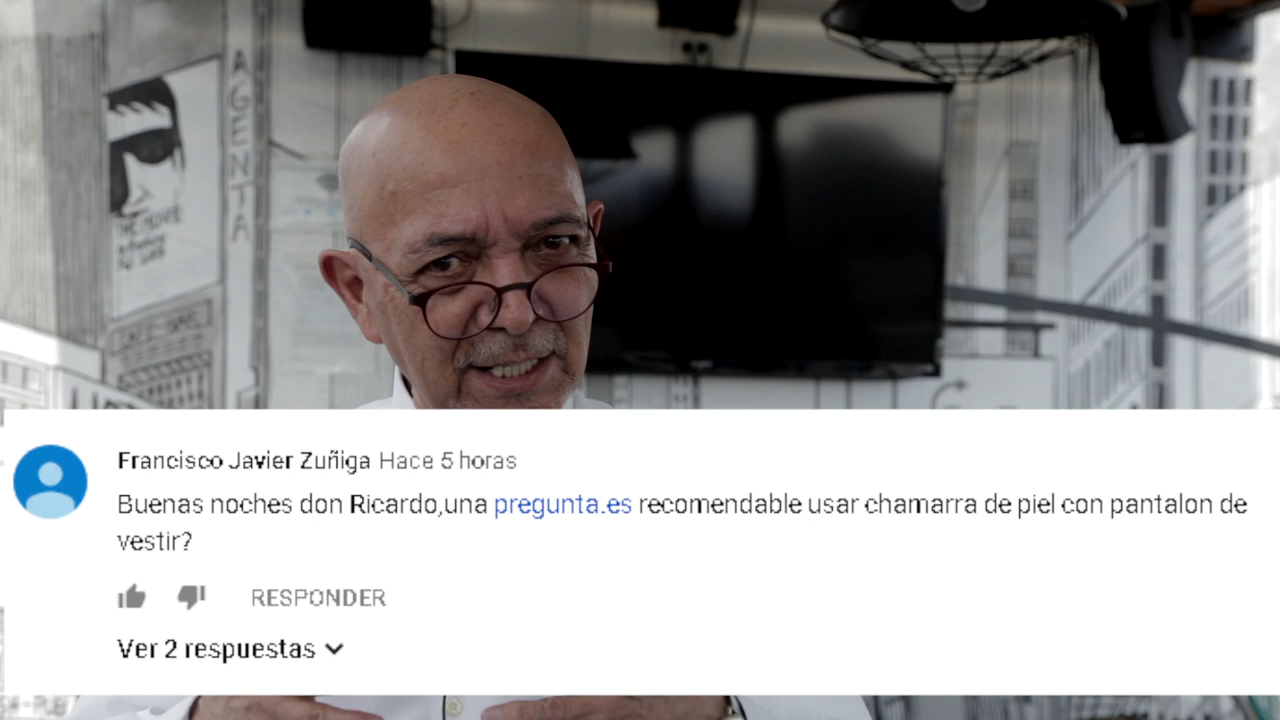 AGENTA
Francisco Javier Zuñiga Hace 5 horas
Buenas noches don Ricardo,una pregunta.es recomendable usar chamarra de piel con pantalon de
vestir?
RESPONDER
Ver 2 respuestas